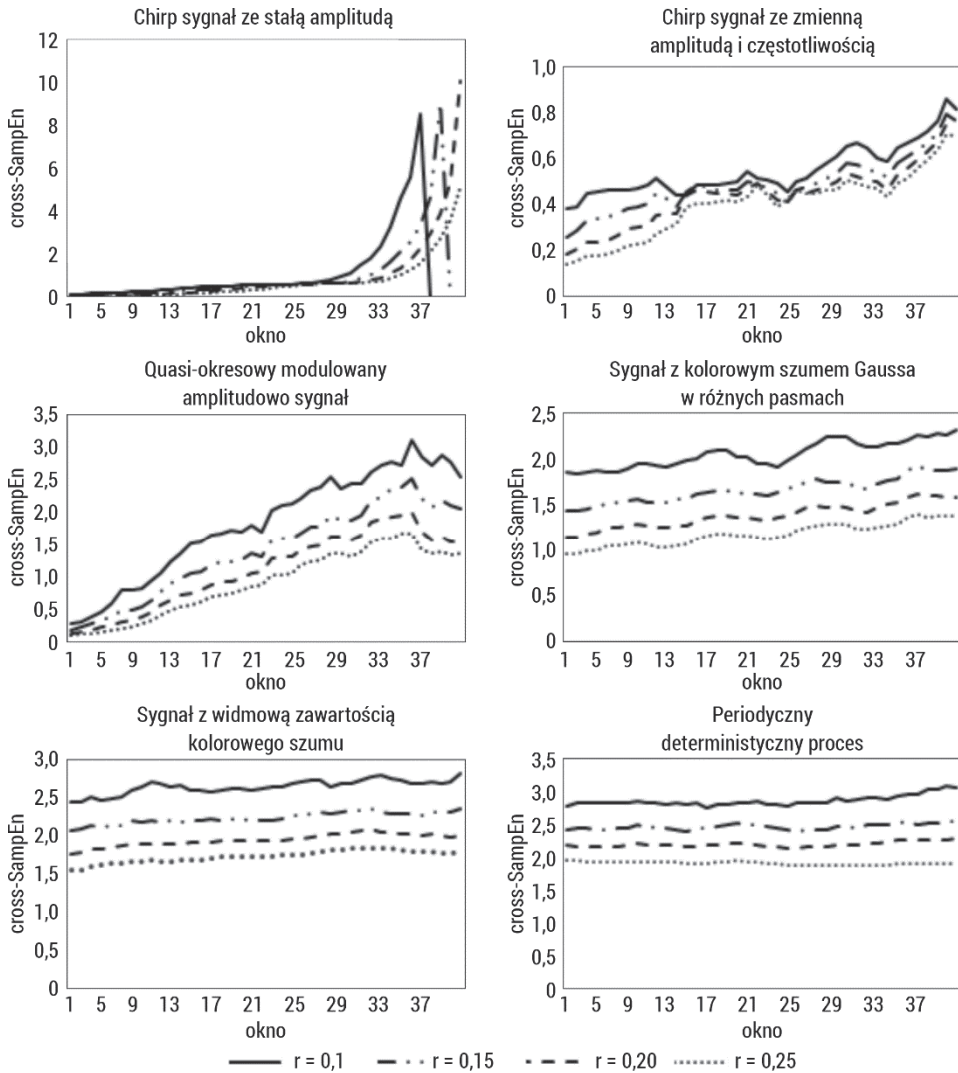 Chirp sygnał ze stałą amplitudą
12
10
8
6
4
2
0
cross-SampEn
1 5 9 13 17 21 25 29 33 37
okno
Chirp sygnał ze zmienną
amplitudą i częstotliwością
1,0
0,8
0,6
0,4
0,2
0
cross-SampEn
1 5 9 13 17 21 25 29 33 37
okno
Quasi-okresowy modulowany
amplitudowo sygnał
3,5
3,0
2,5
2,0
1,5
1,0
0,5
0
cross-SampEn
1 5 9 13 17 21 25 29 33 37
okno
Sygnał z kolorowym szumem Gaussa
w różnych pasmach
2,5
2,0
1,5
1,0
0,5
0
cross-SampEn
1 5 9 13 17 21 25 29 33 37
okno
Sygnał z widmową zawartością
kolorowego szumu
3,0
2,5
2,0
1,5
1,0
0,5
0
cross-SampEn
1 5 9 13 17 21 25 29 33 37
okno
Periodyczny
deterministyczny proces
3,5
3,0
2,5
2,0
1,5
1,0
0,5
0
cross-SampEn
1 5 9 13 17 21 25 29 33 37
okno
r = 0,1 r = 0,15 r = 0,20 r = 0,25